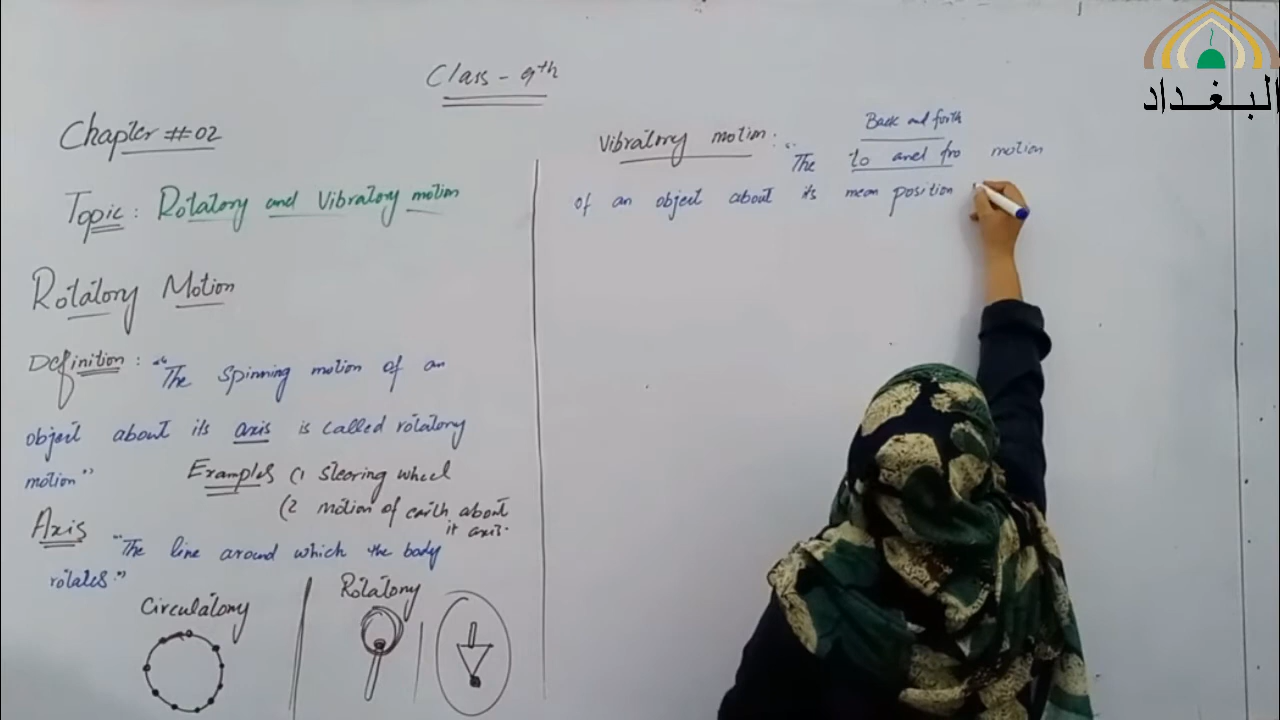 Class - 9th
Chapter #02
Topic: Rotatory and Vibratory motion
Rotatory Motion
Definition: "The spinning motion of an
object about its axis is called rotatory
motion"
Examples (1 stearing wheel
(2 motion of earth about
it axis.
Axis
"The line around which the body
rotates."
Circulatory
Rotatory
Back and forth
Vibratory motion: "The to and fro motion
of an object about its mean position
البغداد